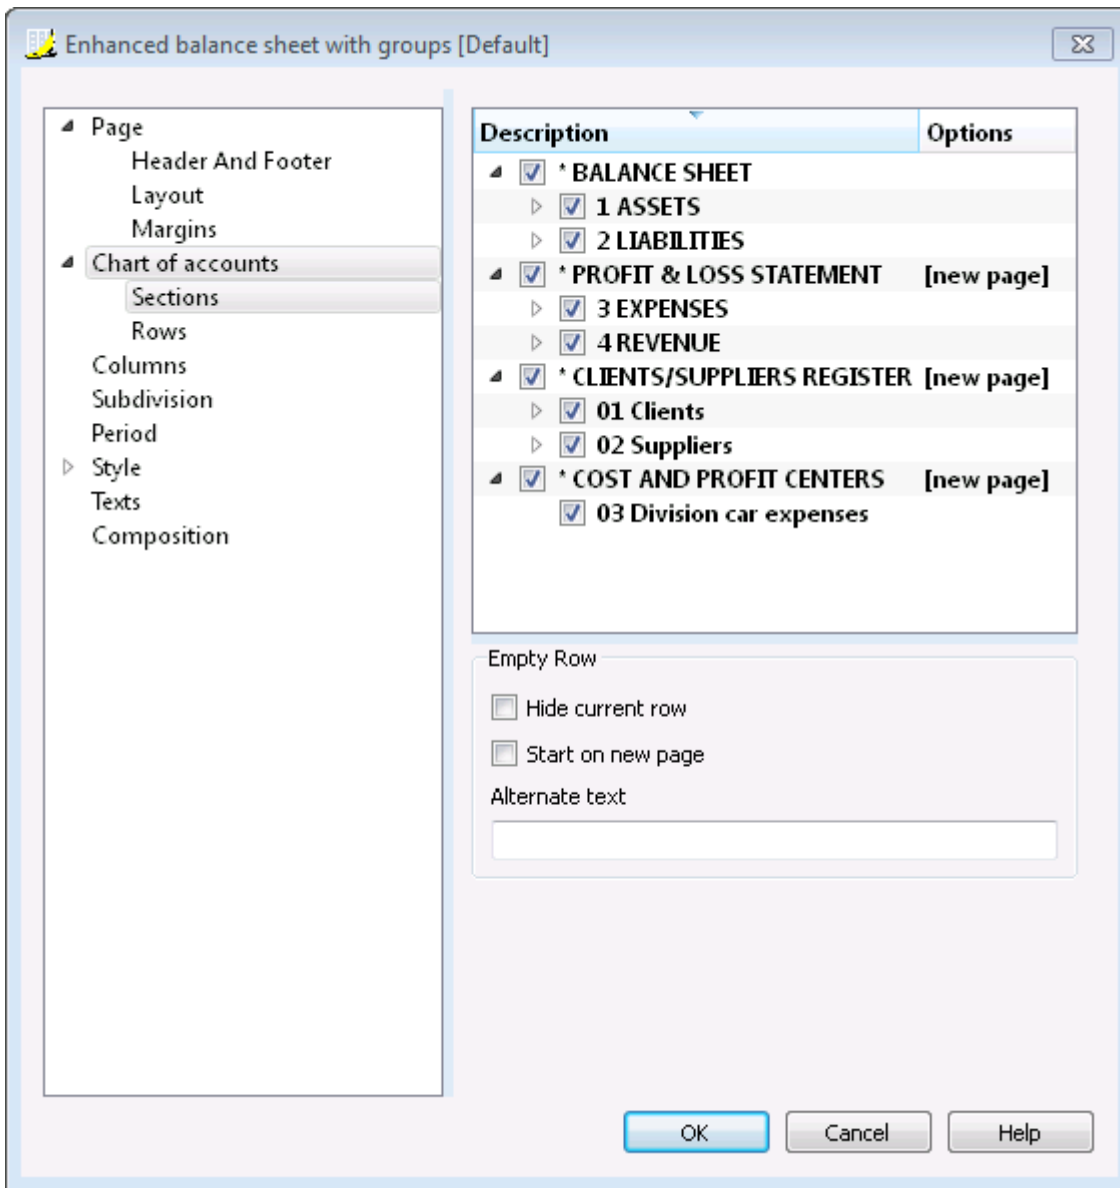 Enhanced balance sheet with groups [Default]
Page
Header And Footer
Layout
Margins
Chart of accounts
Sections
Rows
Columns
Subdivision
Period
Style
Texts
Composition
Description Options
* BALANCE SHEET
1 ASSETS
2 LIABILITIES
* PROFIT & LOSS STATEMENT [new page]
3 EXPENSES
4 REVENUE
* CLIENTS/SUPPLIERS REGISTER [new page]
01 Clients
02 Suppliers
* COST AND PROFIT CENTERS [new page]
03 Division car expenses
Empty Row
Hide current row
Start on new page
Alternate text
OK Cancel Help